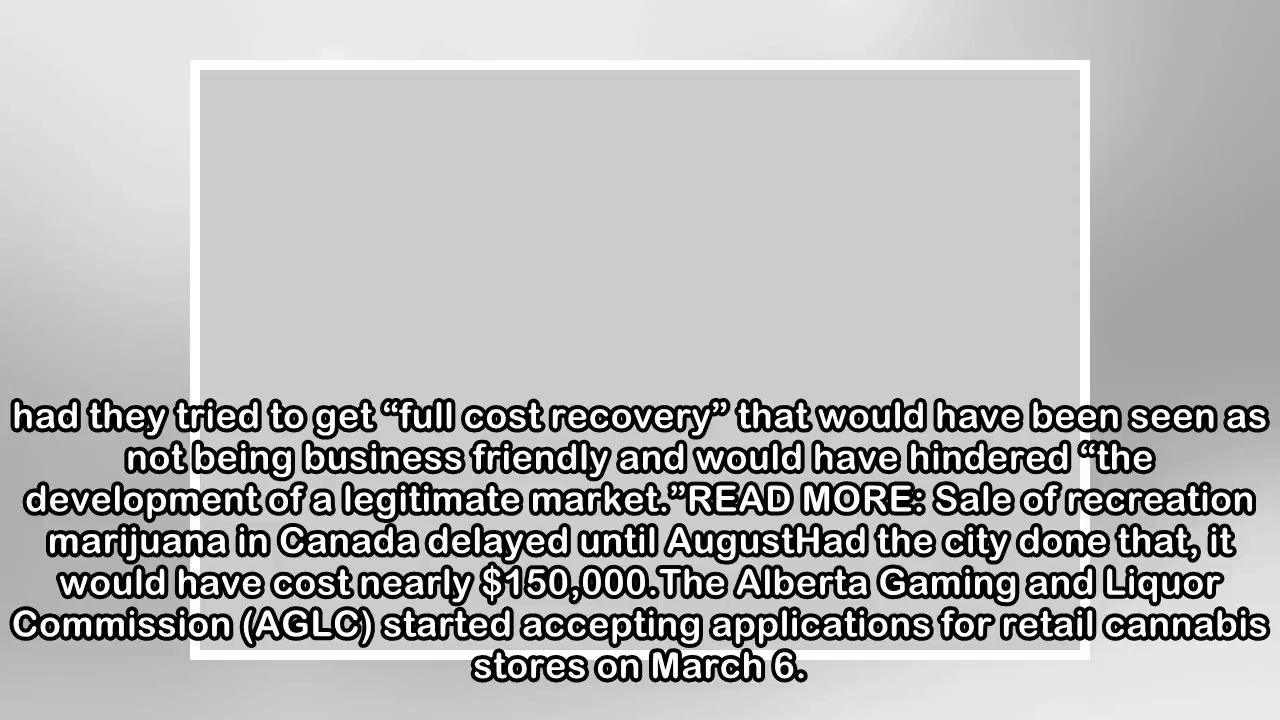 had they tried to get “full cost recovery” that would have been seen as
not being business friendly and would have hindered “the
development of a legitimate market.”READ MORE: Sale of recreation
marijuana in Canada delayed until AugustHad the city done that, it
would have cost nearly $150,000.The Alberta Gaming and Liquor
Commission (AGLC) started accepting applications for retail cannabis
stores on March 6.